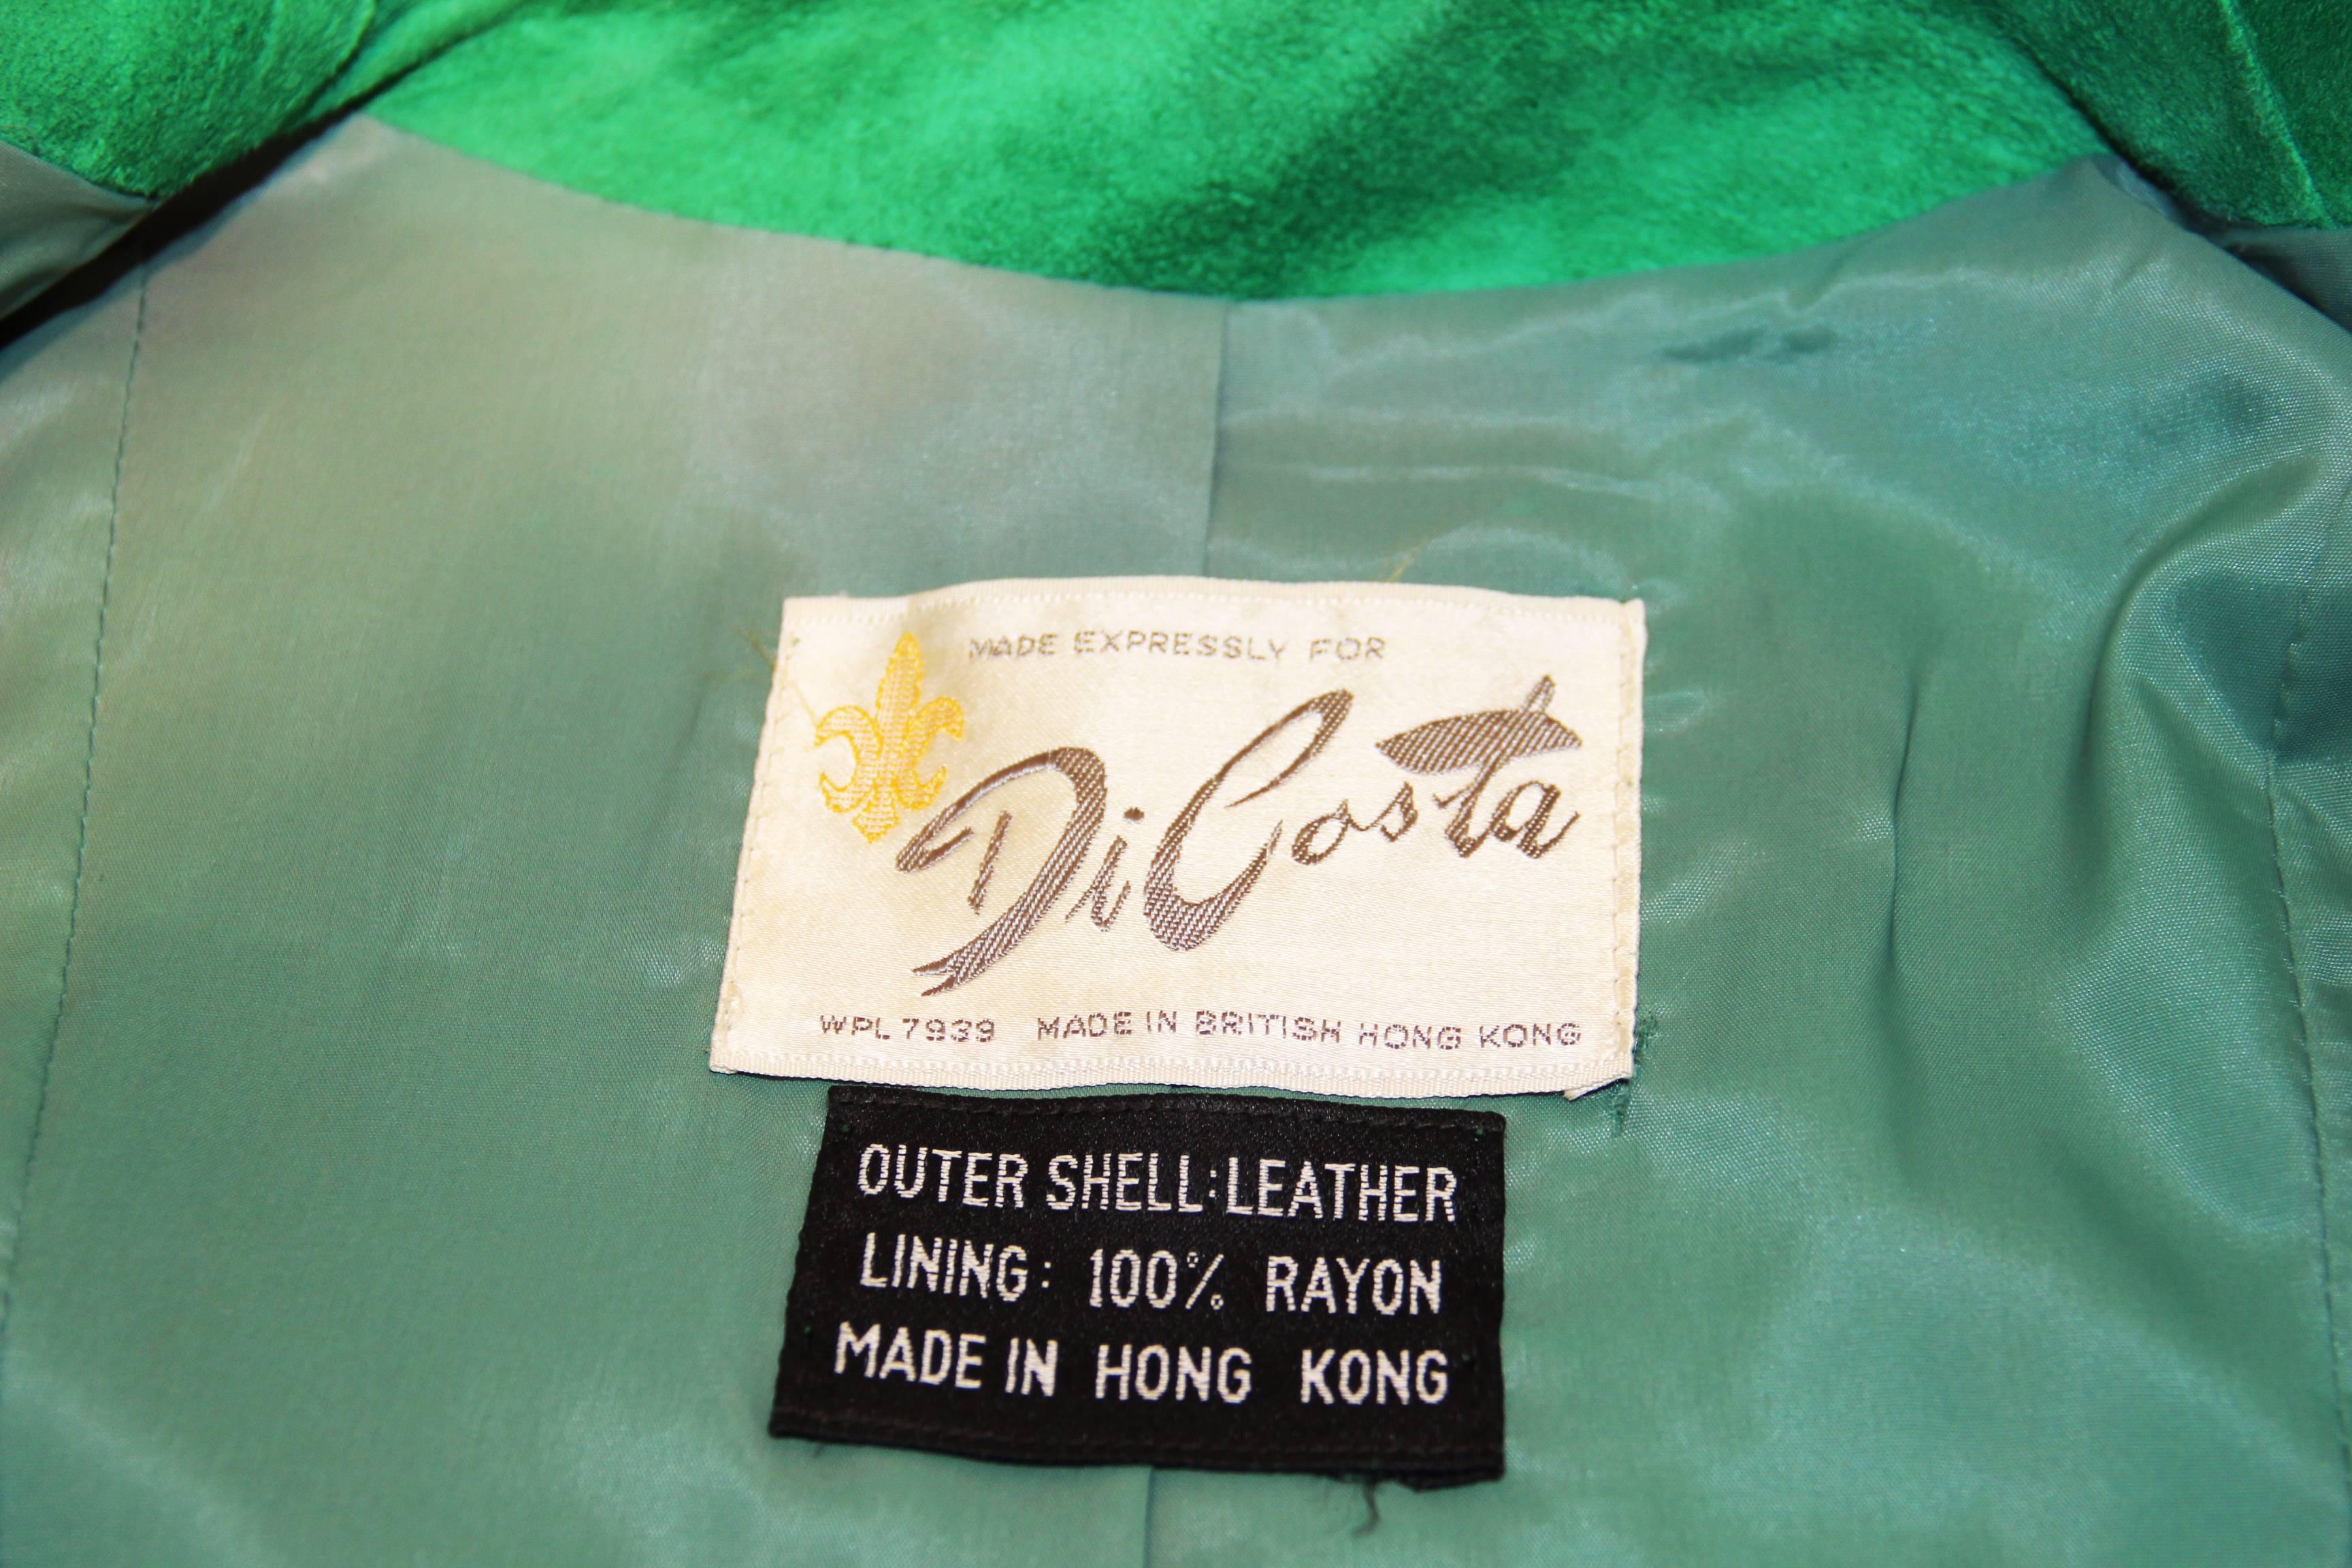 MADE EXPRESSLY FOR
DiCosta
WPL 7939 MADE IN BRITISH HONG KONG
OUTER SHELL: LEATHER
LINING: 100% RAYON
MADE IN HONG KONG